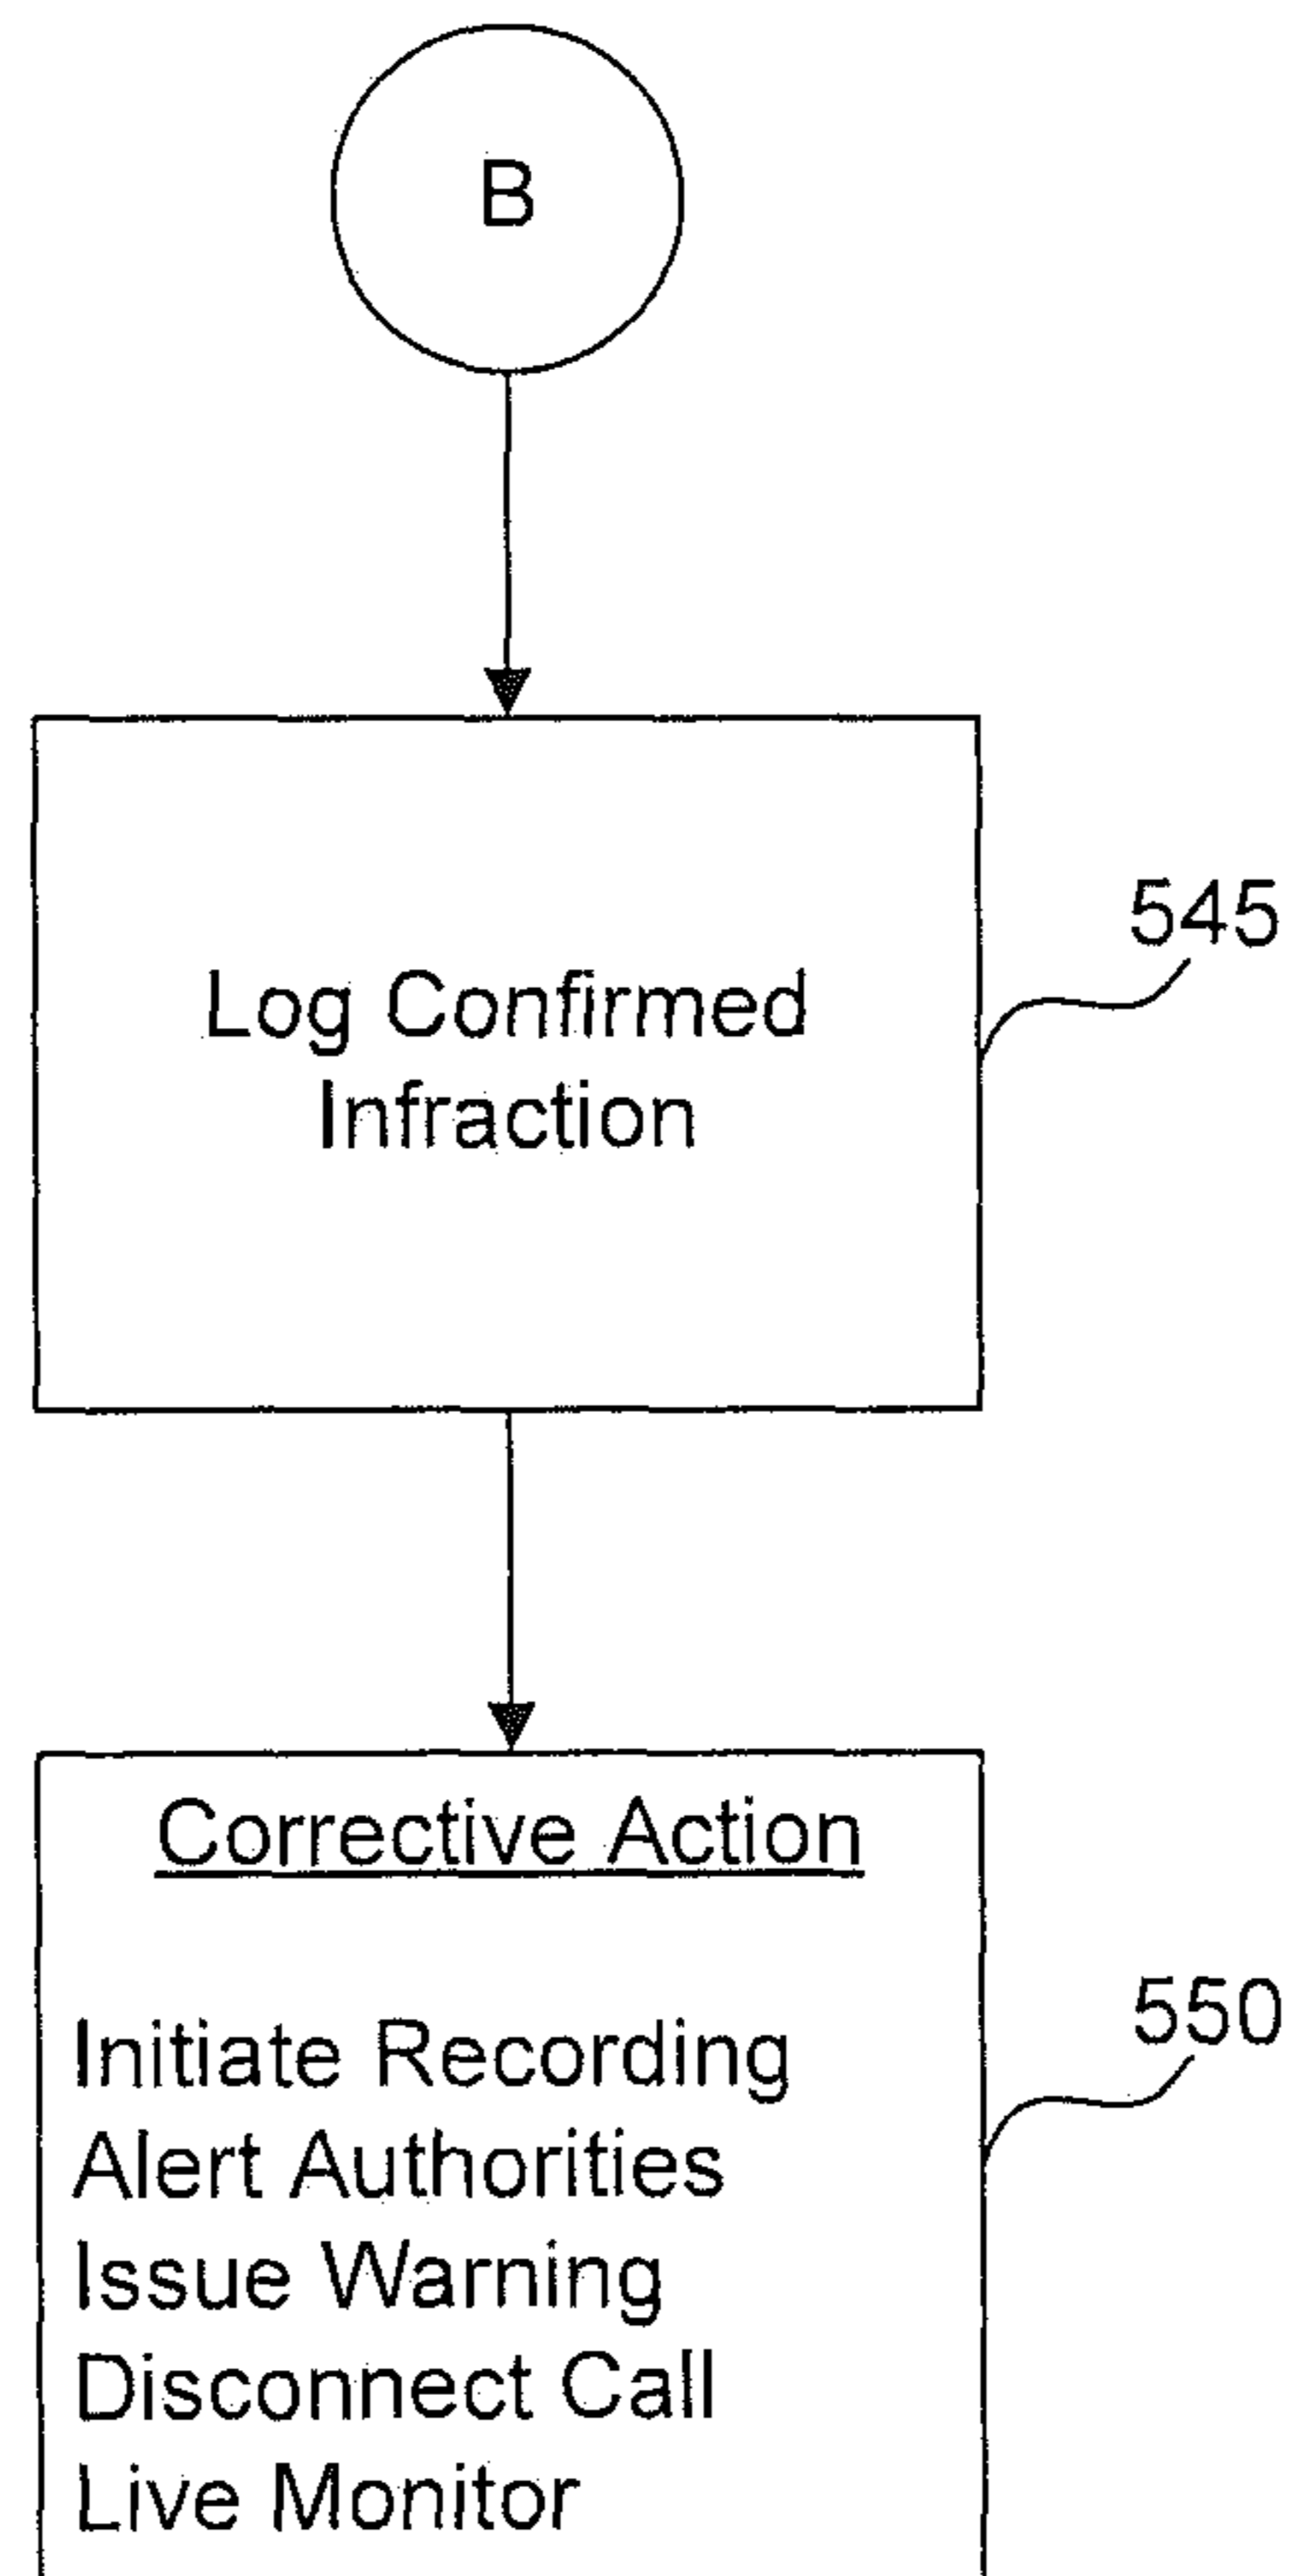 B
545
Log Confirmed
Infraction
Corrective Action
550
Initiate Recording
Alert Authorities
Issue Warning
Disconnect Call
Live Monitor